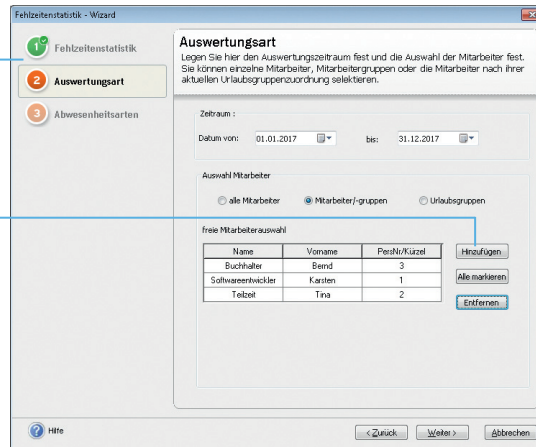 Fehlzeitenstatistik - Wizard
1 Fehlzeitenstatistik
2 Auswertungsart
3 Abwesenheitsarten
Auswertungsart
Legen Sie hier den Auswertungszeitraum fest und die Auswahl der Mitarbeiter fest.
Sie können einzelne Mitarbeiter, Mitarbeitergruppen oder die Mitarbeiter nach ihrer
aktuellen Urlaubsgruppenzuordnung selektieren.
Zeitraum :
Datum von: 01.01.2017 bis: 31.12.2017
Auswahl Mitarbeiter
alle Mitarbeiter Mitarbeiter/-gruppen Urlaubsgruppen
freie Mitarbeiterauswahl
Name Vorname PersNr/Kürzel
Buchhalter Bernd 3
Softwareentwickler Karsten 1
Teilzeit Tina 2
Hinzufügen
Alle markieren
Entfernen
Hilfe
< Zurück Weiter > Abbrechen